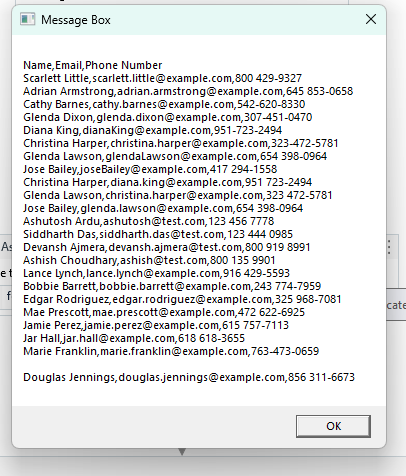 Message Box
Name,Email,Phone Number
Scarlett Little,scarlett.little@example.com,800 429-9327
Adrian Armstrong,adrian.armstrong@example.com,645 853-0658
Cathy Barnes,cathy.barnes@example.com,542-620-8330
Glenda Dixon,glenda.dixon@example.com,307-451-0470
Diana King,dianaKing@example.com,951-723-2494
Christina Harper,christina.harper@example.com,323-472-5781
Glenda Lawson,glendaLawson@example.com,654 398-0964
Jose Bailey,joseBailey@example.com,417 294-1558
Christina Harper,diana.king@example.com,951 723-2494
Glenda Lawson,christina.harper@example.com,323 472-5781
Jose Bailey,glenda.lawson@example.com,654 398-0964
Ashutosh Ardu,ashutosh@test.com,123 456 7778
Siddharth Das,siddharth.das@test.com,123 444 0985
As
Devansh Ajmera,devansh.ajmera@test.com,800 919 8991
Ashish Choudhary,ashish@test.com,800 135 9901
e t
Lance Lynch,lance.lynch@example.com,916 429-5593
Bobbie Barrett,bobbie.barrett@example.com,243 774-7959
f
Edgar Rodriguez,edgar.rodriguez@example.com,325 968-7081
cate
Mae Prescott,mae.prescott@example.com,472 622-6925
Jamie Perez,jamie.perez@example.com,615 757-7113
Jar Hall,jar.hall@example.com,618 618-3655
Marie Franklin,marie.franklin@example.com,763-473-0659
Douglas Jennings,douglas.jennings@example.com,856 311-6673
OK